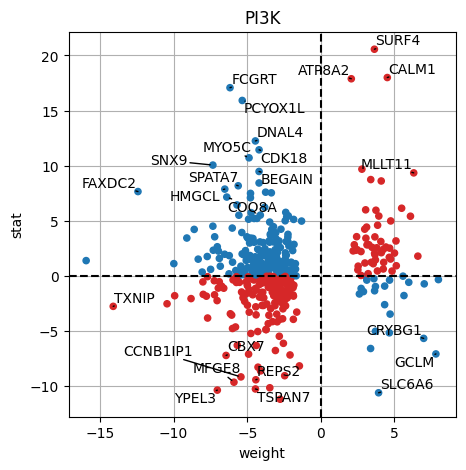 PI3K
SURF4
ATP8A2
CALM1
FCGRT
PCYOX1L
DNAL4
MYO5C
CDK18
SNX9
MLLT11
SPATA7
BEGAIN
FAXDC2
HMGCL
COQ8A
TXNIP
CRYBG1
CBX7
CCNB1IP1
GCLM
MFGE8
REPS2
SLC6A6
YPEL3
TSPAN7
stat
20
15
10
5
0
−5
−10
−15
−10
−5
0
5
weight